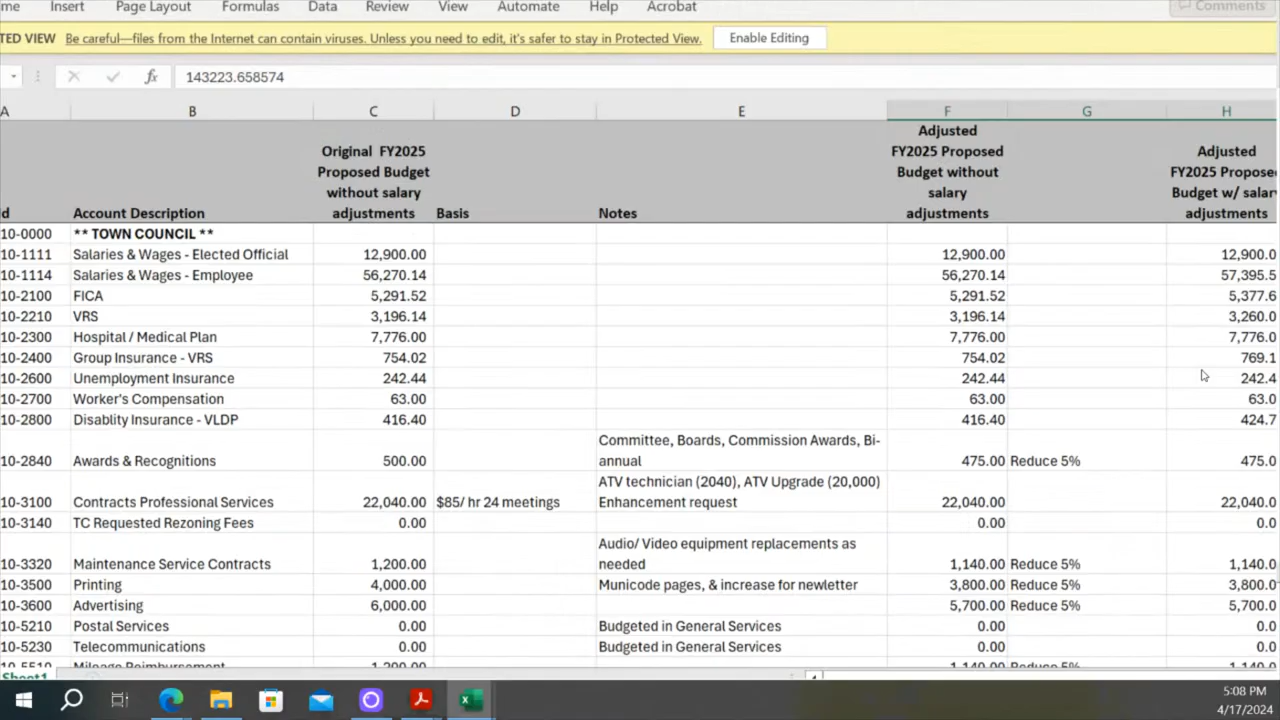 me Insert Page Layout Formulas Data Review View Automate Help Acrobat Comments
TED VIEW Be careful—files from the Internet can contain viruses. Unless you need to edit, it's safer to stay in Protected View. Enable Editing
fx 143223.658574
A B C D E F G H
d Account Description Original FY2025 Proposed Budget without salary adjustments Basis Notes Adjusted FY2025 Proposed Budget without salary adjustments Adjusted FY2025 Propose Budget w/ salar adjustments
10-0000 ** TOWN COUNCIL **
10-1111 Salaries & Wages - Elected Official 12,900.00 12,900.00 12,900.0
10-1114 Salaries & Wages - Employee 56,270.14 56,270.14 57,395.5
10-2100 FICA 5,291.52 5,291.52 5,377.6
10-2210 VRS 3,196.14 3,196.14 3,260.0
10-2300 Hospital / Medical Plan 7,776.00 7,776.00 7,776.0
10-2400 Group Insurance - VRS 754.02 754.02 769.1
10-2600 Unemployment Insurance 242.44 242.44 242.4
10-2700 Worker's Compensation 63.00 63.00 63.0
10-2800 Disablity Insurance - VLDP 416.40 416.40 424.7
Committee, Boards, Commission Awards, Bi-
10-2840 Awards & Recognitions 500.00 annual 475.00 Reduce 5% 475.0
ATV technician (2040), ATV Upgrade (20,000)
10-3100 Contracts Professional Services 22,040.00 $85/ hr 24 meetings Enhancement request 22,040.00 22,040.0
10-3140 TC Requested Rezoning Fees 0.00 0.00 0.0
Audio/ Video equipment replacements as
10-3320 Maintenance Service Contracts 1,200.00 needed 1,140.00 Reduce 5% 1,140.0
10-3500 Printing 4,000.00 Municode pages, & increase for newletter 3,800.00 Reduce 5% 3,800.0
10-3600 Advertising 6,000.00 5,700.00 Reduce 5% 5,700.0
10-5210 Postal Services 0.00 Budgeted in General Services 0.00 0.0
10-5230 Telecommunications 0.00 Budgeted in General Services 0.00 0.0
10-5510 Mileage Reimbursement 1,200.00 1,140.00 Reduce 5% 1,140.0
Sheet1
5:08 PM
4/17/2024